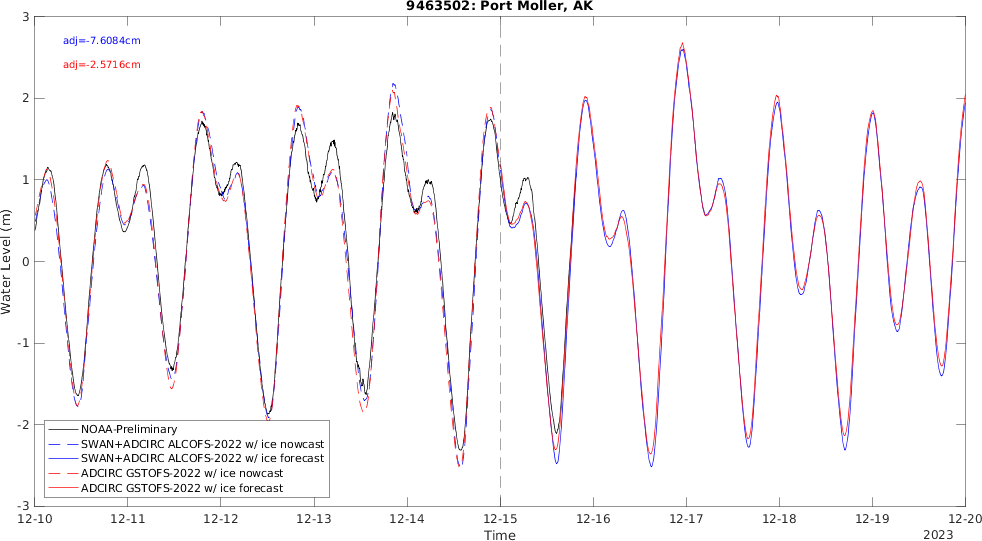 9463502: Port Moller, AK
adj=-7.6084cm
adj=-2.5716cm
3
2
1
0
-1
-2
-3
Water Level (m)
NOAA-Preliminary
SWAN+ADCIRC ALCOFS-2022 w/ ice nowcast
SWAN+ADCIRC ALCOFS-2022 w/ ice forecast
ADCIRC GSTOFS-2022 w/ ice nowcast
ADCIRC GSTOFS-2022 w/ ice forecast
12-10 12-11 12-12 12-13 12-14 12-15 12-16 12-17 12-18 12-19 12-20
Time
2023